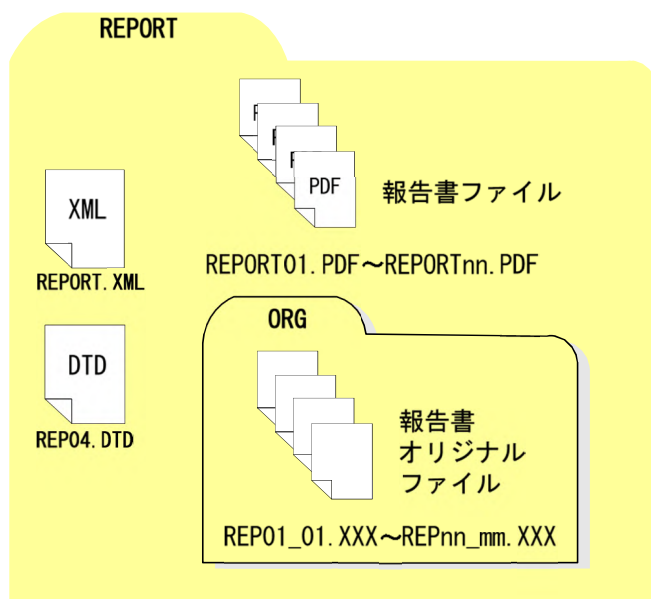 REPORT
P
P
P
PDF
報告書ファイル
REPORT01.PDF～REPORTnn.PDF
XML
REPORT.XML
DTD
REP04.DTD
ORG
報告書
オリジナル
ファイル
REP01_01.XXX～REPnn_mm.XXX